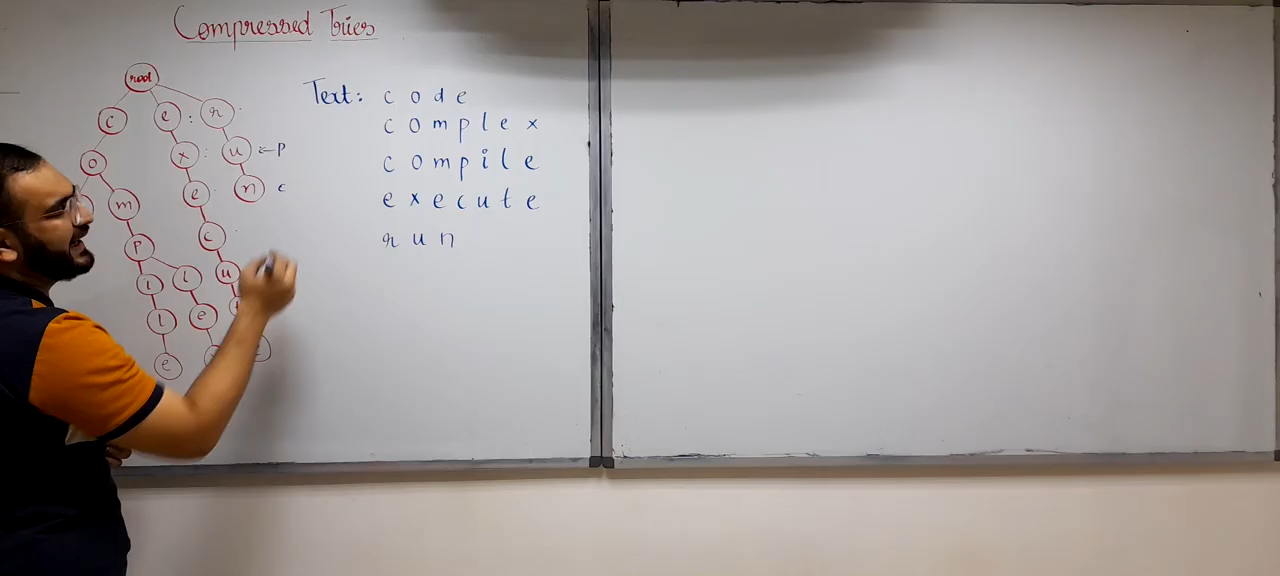 Compressed Tries
root
c e : r
o x : u ← p
m e n c
p c
i l u
l e
e
Text: c o d e
c o m p l e x
c o m p i l e
e x e c u t e
r u n